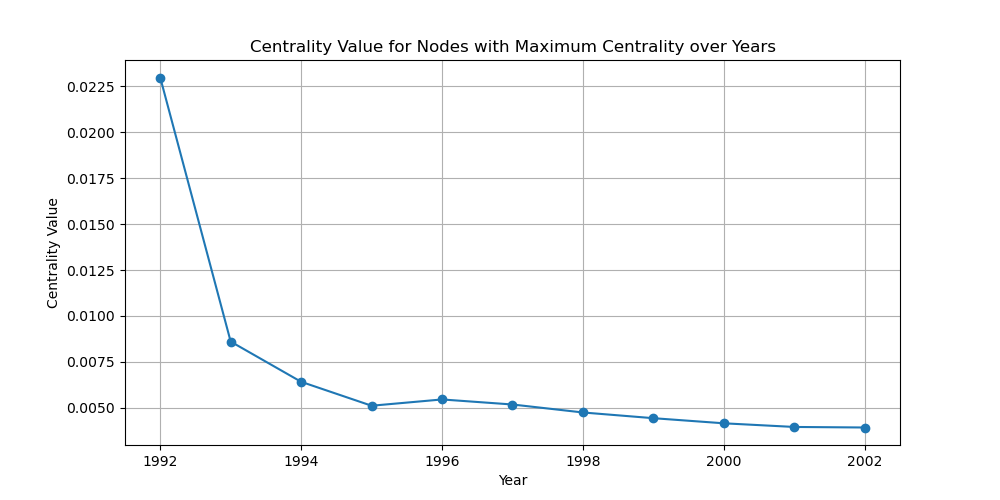 Centrality Value for Nodes with Maximum Centrality over Years
Centrality Value
0.0225
0.0200
0.0175
0.0150
0.0125
0.0100
0.0075
0.0050
1992 1994 1996 1998 2000 2002
Year